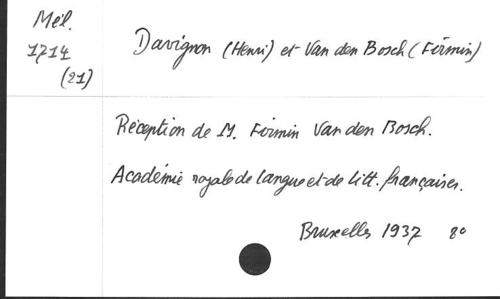 Mél.
1714
(21)
Davignon (Henri) et Van den Bosch (Firmin)
Réception de M. Firmin Van den Bosch.
Académie royale de langue et de litt. françaises.
Bruxelles 1937 8°